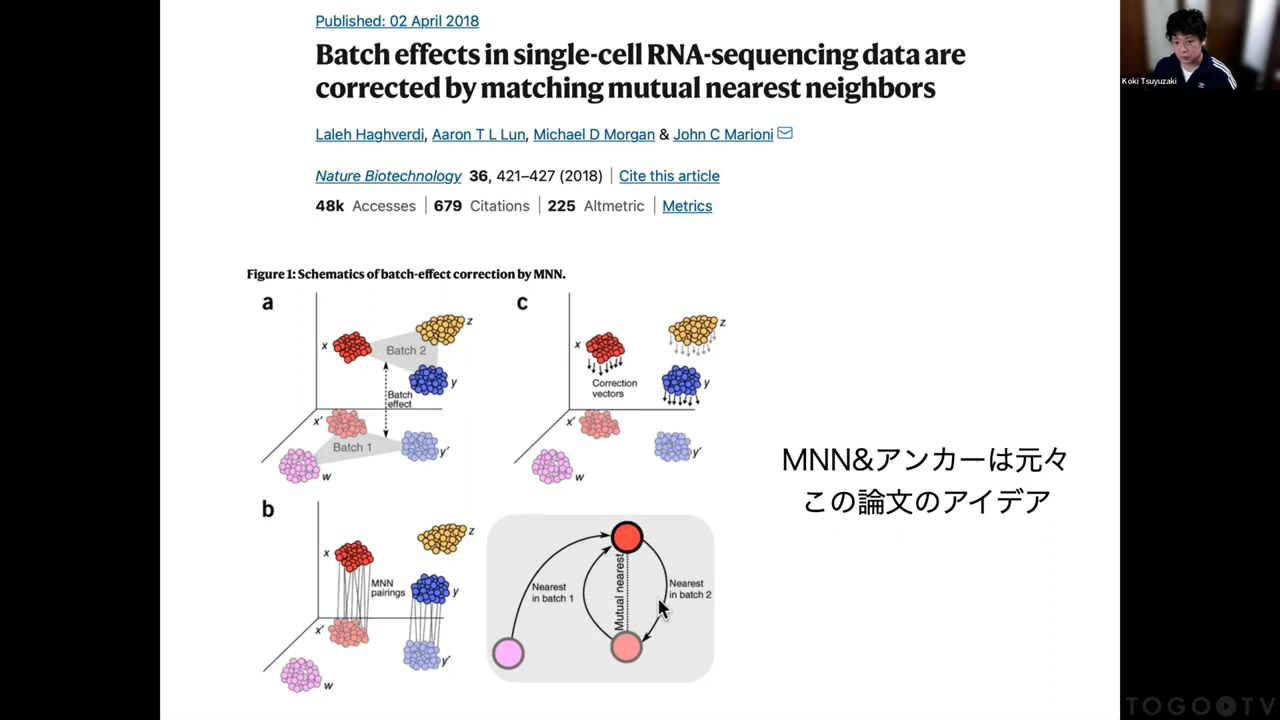 Published: 02 April 2018
Batch effects in single-cell RNA-sequencing data are
corrected by matching mutual nearest neighbors
Laleh Haghverdi, Aaron T L Lun, Michael D Morgan & John C Marioni
Nature Biotechnology 36, 421–427 (2018) | Cite this article
48k Accesses | 679 Citations | 225 Altmetric | Metrics
Koki Tsuyuzaki
Figure 1: Schematics of batch-effect correction by MNN.
a
x
z
Batch 2
y
Batch
effect
x'
Batch 1
y'
w
c
x
z
y
Correction
vectors
x'
y'
w
MNN&アンカーは元々
この論文のアイデア
b
x
z
MNN
pairings
y
x'
y'
w
Nearest
in batch 1
Mutual nearest
Nearest
in batch 2
TOGO TV